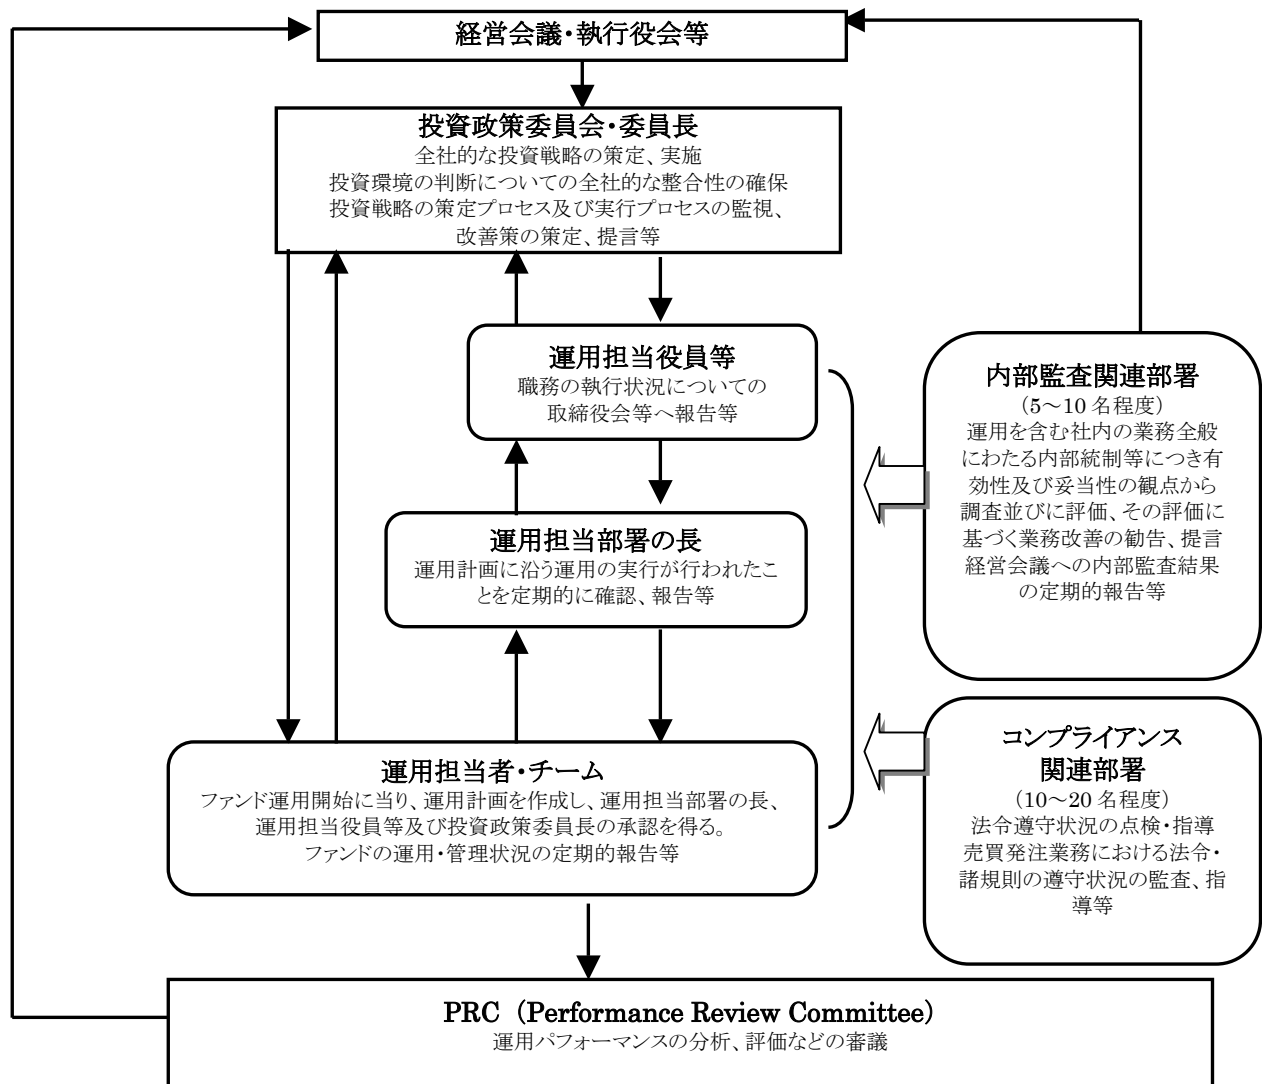 経営会議・執行役会等
投資政策委員会・委員長
全社的な投資戦略の策定、実施
投資環境の判断についての全社的な整合性の確保
投資戦略の策定プロセス及び実行プロセスの監視、
改善策の策定、提言等
運用担当役員等
職務の執行状況についての
取締役会等へ報告等
運用担当部署の長
運用計画に沿う運用の実行が行われたこ
とを定期的に確認、報告等
運用担当者・チーム
ファンド運用開始に当り、運用計画を作成し、運用担当部署の長、
運用担当役員等及び投資政策委員長の承認を得る。
ファンドの運用・管理状況の定期的報告等
内部監査関連部署
（5～10 名程度）
運用を含む社内の業務全般
にわたる内部統制等につき有
効性及び妥当性の観点から
調査並びに評価、その評価に
基づく業務改善の勧告、提言
経営会議への内部監査結果
の定期的報告等
コンプライアンス
関連部署
（10～20 名程度）
法令遵守状況の点検・指導
売買発注業務における法令・
諸規則の遵守状況の監査、指
導等
PRC（Performance Review Committee）
運用パフォーマンスの分析、評価などの審議